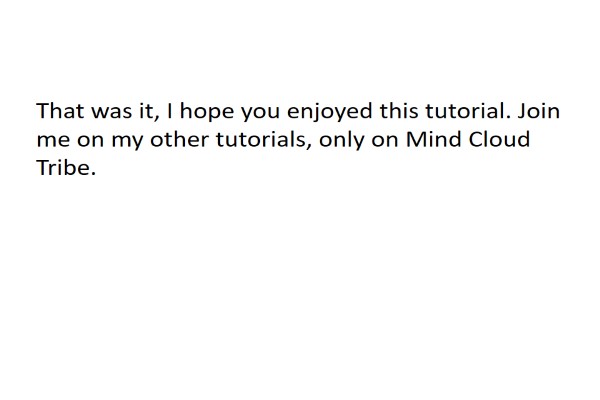 That was it, I hope you enjoyed this tutorial. Join
me on my other tutorials, only on Mind Cloud
Tribe.